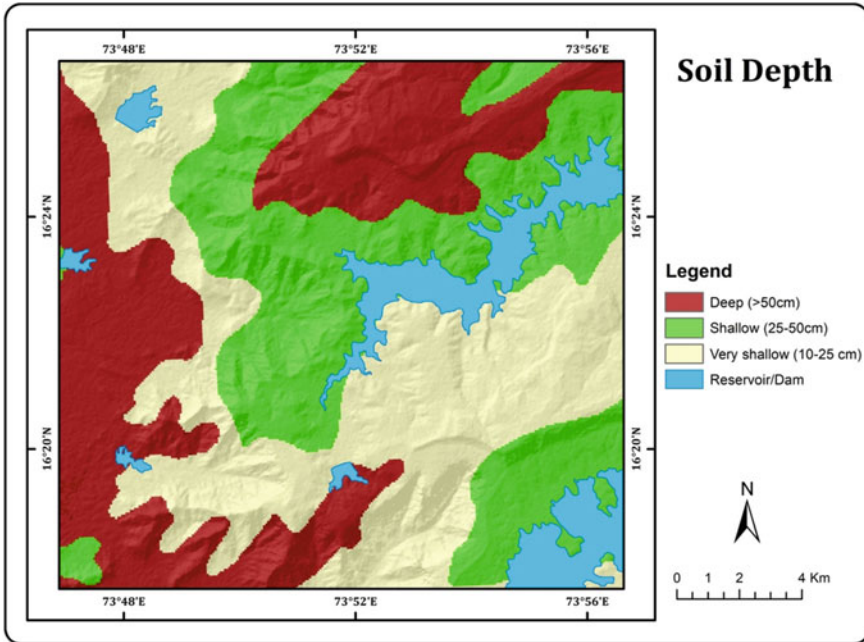 73°48'E 73°52'E 73°56'E
Soil Depth
16°24'N 16°24'N
Legend
Deep (>50cm)
Shallow (25-50cm)
Very shallow (10-25 cm)
Reservoir/Dam
16°20'N 16°20'N
N
0 1 2 4 Km
73°48'E 73°52'E 73°56'E